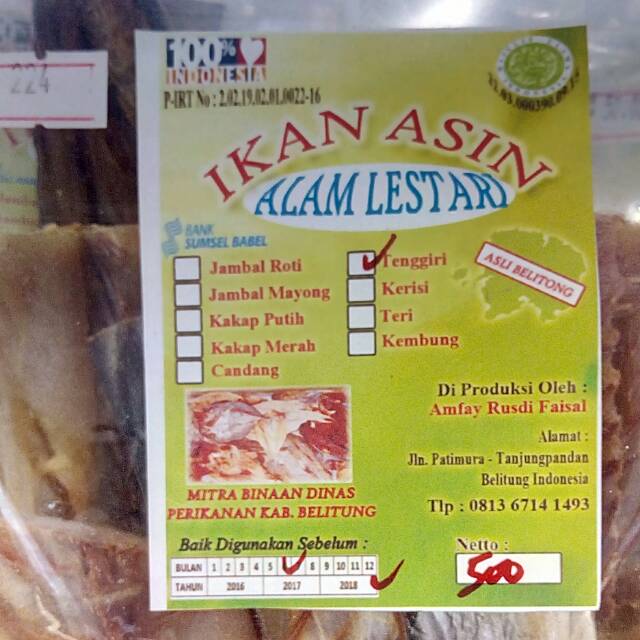 224
100%
INDONESIA
P-IRT No : 2.02.19.02.01.0022-16
IKAN ASIN
ALAM LESTARI
BANK
SUMSEL BABEL
Jambal Roti
Jambal Mayong
Kakap Putih
Kakap Merah
Candang
Tenggiri
Kerisi
Teri
Kembung
ASLI BELITONG
Di Produksi Oleh :
Amfay Rusdi Faisal
Alamat :
Jln. Patimura - Tanjungpandan
Belitung Indonesia
Tlp : 0813 6714 1493
MITRA BINAAN DINAS
PERIKANAN KAB. BELITUNG
Baik Digunakan Sebelum :
BULAN 1 2 3 4 5 8 9 10 11 12
TAHUN 2016 2017 2018
Netto :
500